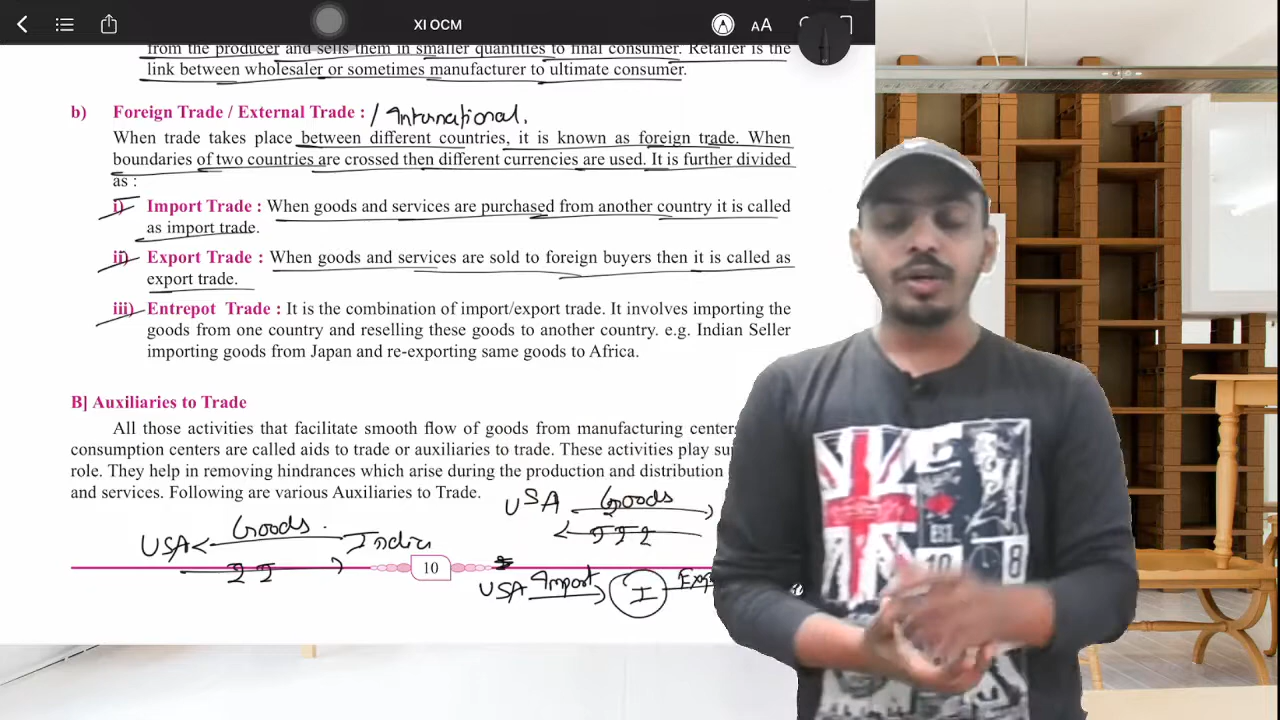 XI OCM
AA
from the producer and sells them in smaller quantities to final consumer. Retailer is the
link between wholesaler or sometimes manufacturer to ultimate consumer.
b) Foreign Trade / External Trade : / International.
When trade takes place between different countries, it is known as foreign trade. When
boundaries of two countries are crossed then different currencies are used. It is further divided
as :
i) Import Trade : When goods and services are purchased from another country it is called
as import trade.
ii) Export Trade : When goods and services are sold to foreign buyers then it is called as
export trade.
iii) Entrepot Trade : It is the combination of import/export trade. It involves importing the
goods from one country and reselling these goods to another country. e.g. Indian Seller
importing goods from Japan and re-exporting same goods to Africa.
B] Auxiliaries to Trade
All those activities that facilitate smooth flow of goods from manufacturing centers
consumption centers are called aids to trade or auxiliaries to trade. These activities play
role. They help in removing hindrances which arise during the production and distribution
and services. Following are various Auxiliaries to Trade.
USA Goods
USA Goods India
10
USA Import I
EST.
10 8